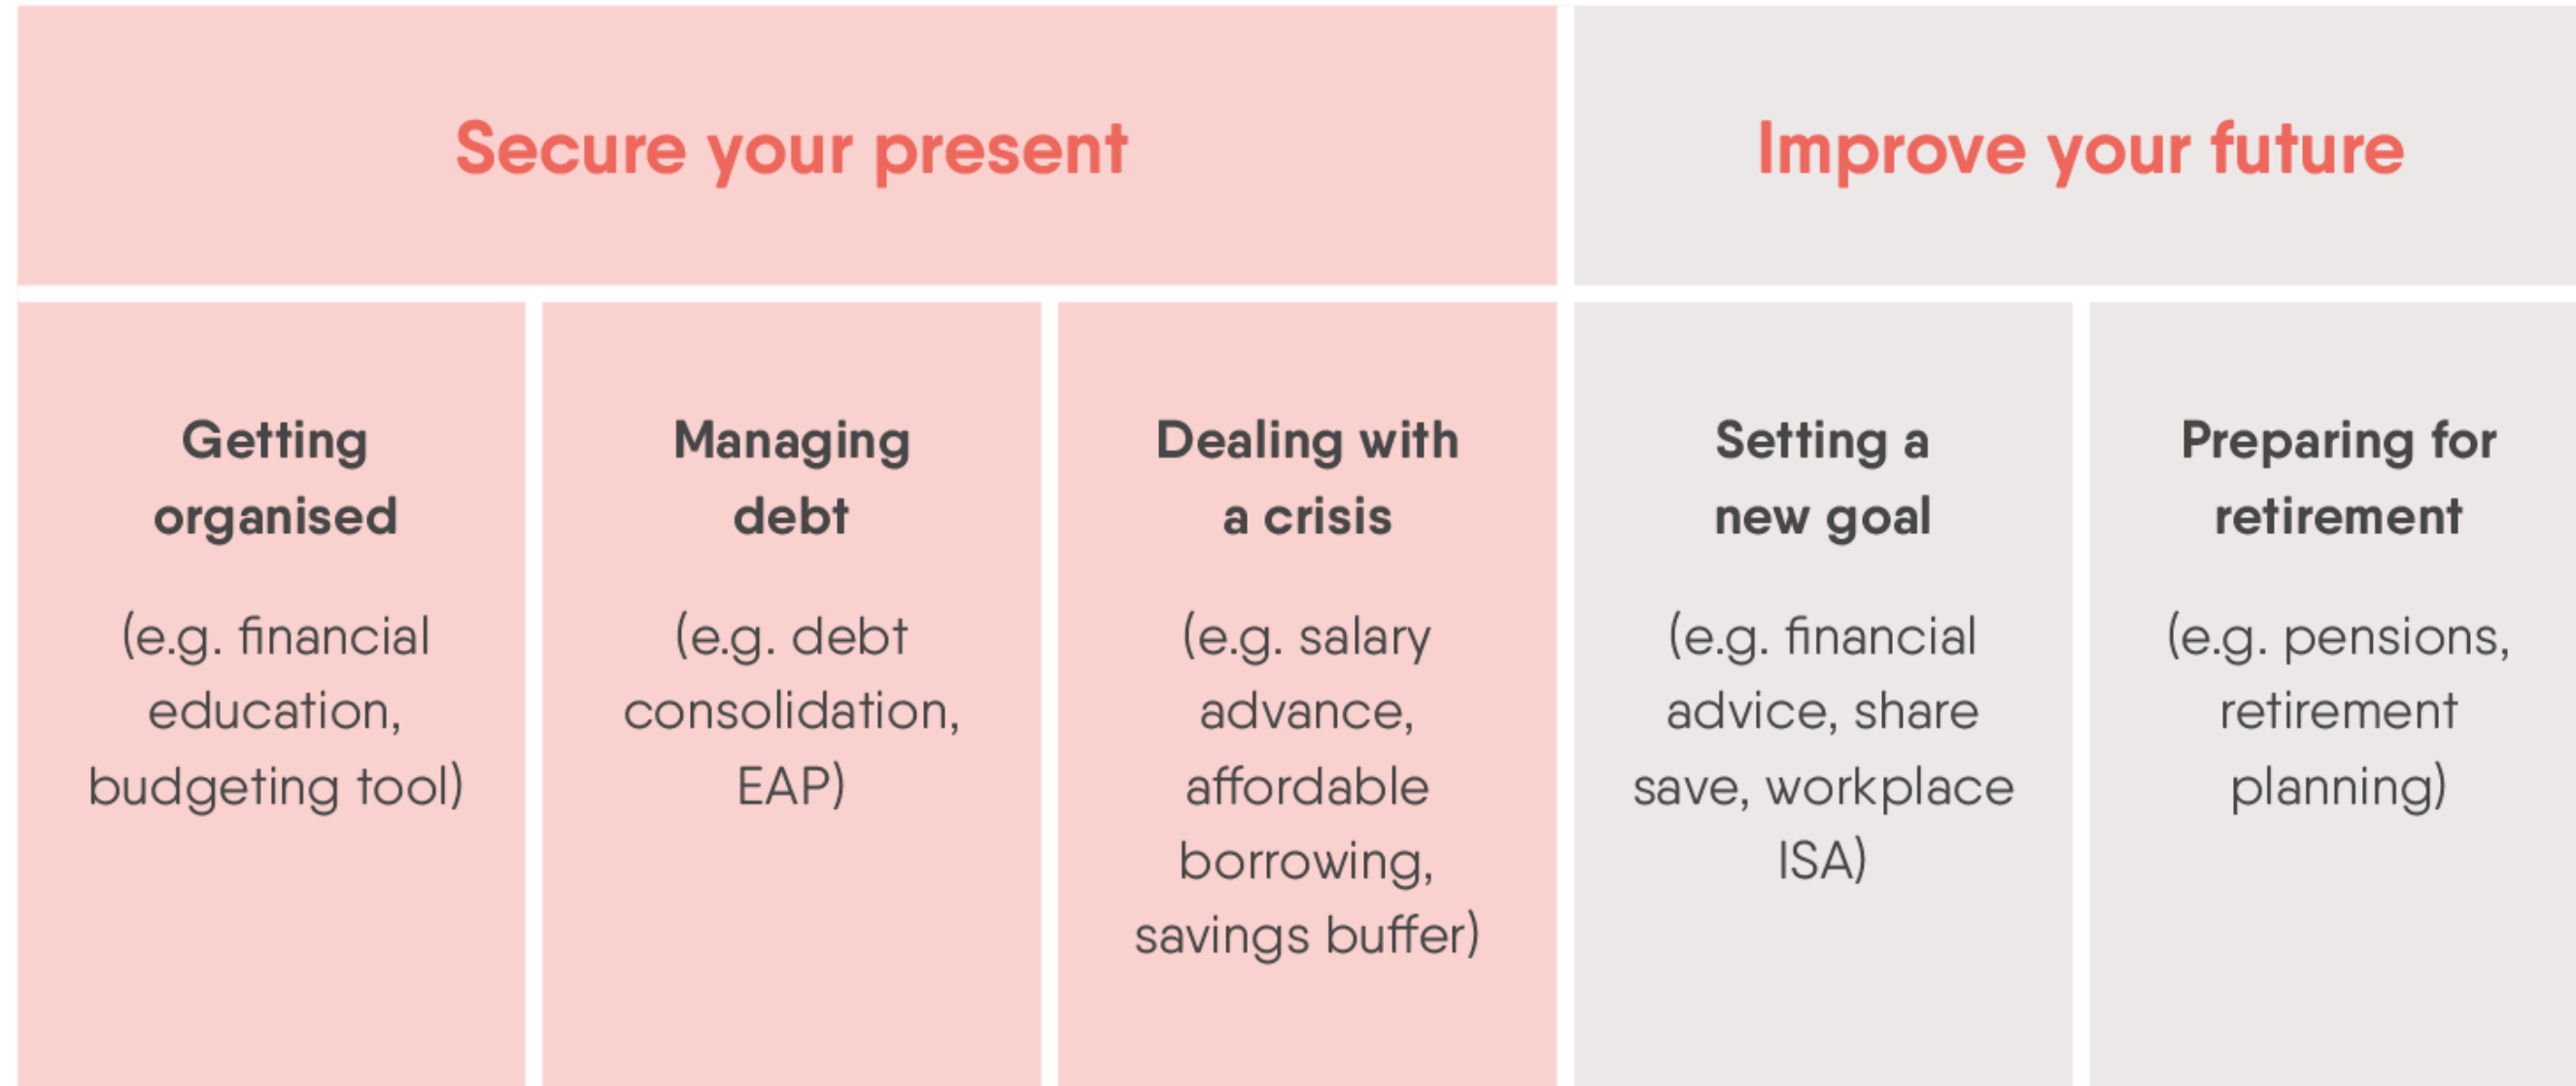 Secure your present
Improve your future
Getting
organised
(e.g. financial
education,
budgeting tool)
Managing
debt
(e.g. debt
consolidation,
EAP)
Dealing with
a crisis
(e.g. salary
advance,
affordable
borrowing,
savings buffer)
Setting a
new goal
(e.g. financial
advice, share
save, workplace
ISA)
Preparing for
retirement
(e.g. pensions,
retirement
planning)